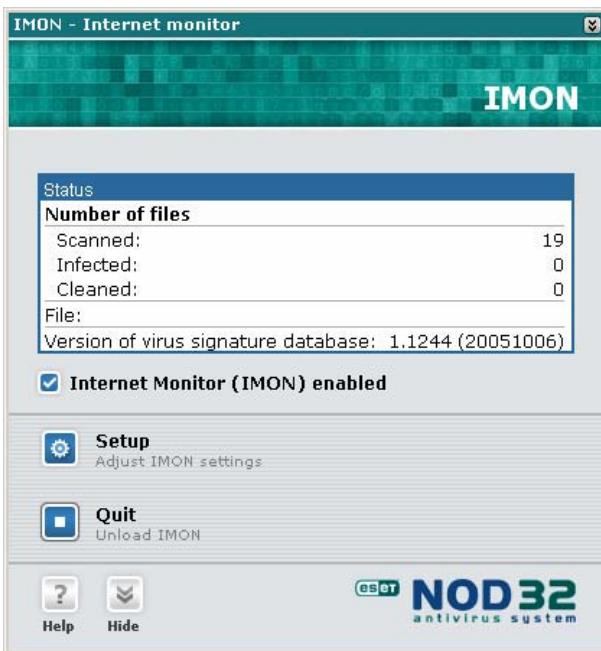 IMON - Internet monitor
IMON
Status
Number of files
Scanned: 19
Infected: 0
Cleaned: 0
File:
Version of virus signature database: 1.1244 (20051006)
Internet Monitor (IMON) enabled
Setup
Adjust IMON settings
Quit
Unload IMON
?
Help
Hide
eset NOD32
antivirus system